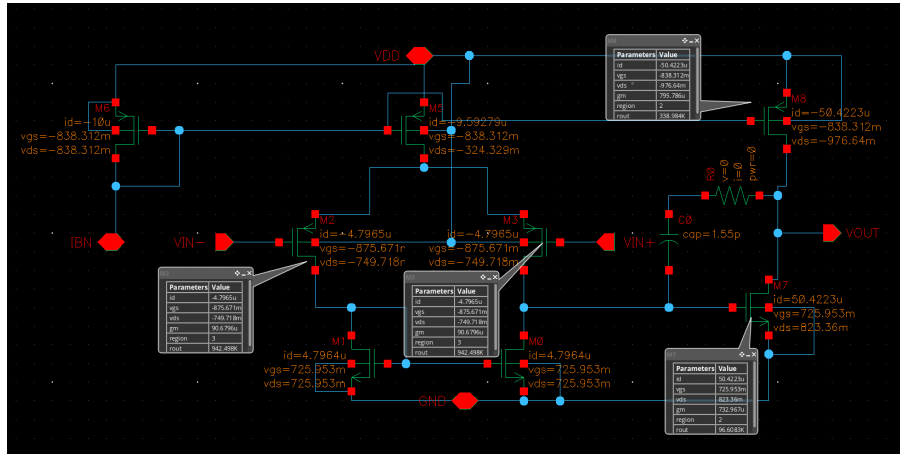 VDD
M6
id=-10u
vgs=-838.312m
vds=-838.312m
M5
id=-9.59279u
vgs=-838.312m
vds=-324.329m
M8
id=-50.4223u
vgs=-838.312m
vds=-976.64m
Parameters Value
id -50.4223u
vgs -838.312m
vds -976.64m
gm 795.786u
region 2
rout 338.984K
R0
v=0
i=0
pwr=0
C0
cap=1.55p
IBN
VIN-
M2
id=-4.7965u
vgs=-875.671r
vds=-749.718r
M3
id=-4.7965u
vgs=-875.671m
vds=-749.718m
VIN+
VOUT
M2
Parameters Value
id -4.7965u
vgs -875.671m
vds -749.718m
gm 90.6796u
region 3
rout 942.498K
Parameters Value
id -4.7965u
vgs -875.671m
vds -749.718m
gm 90.6796u
region 3
rout 942.498K
M7
id=50.4223u
vgs=725.953m
vds=823.36m
M1
id=4.7964u
vgs=725.953m
vds=725.953m
M0
id=4.7964u
vgs=725.953m
vds=725.953m
GND
Parameters Value
id 50.4223u
vgs 725.953m
vds 823.36m
gm 732.967u
region 2
rout 96.6083K